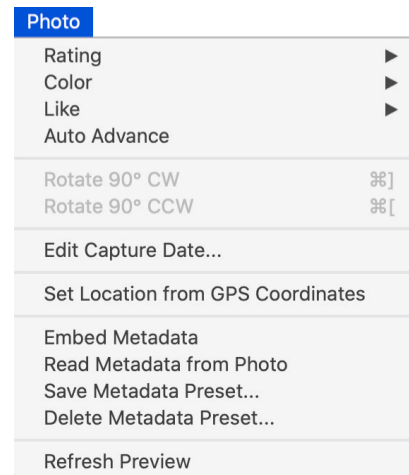 Photo
Rating ▶
Color ▶
Like ▶
Auto Advance
Rotate 90° CW ⌘]
Rotate 90° CCW ⌘[
Edit Capture Date...
Set Location from GPS Coordinates
Embed Metadata
Read Metadata from Photo
Save Metadata Preset...
Delete Metadata Preset...
Refresh Preview